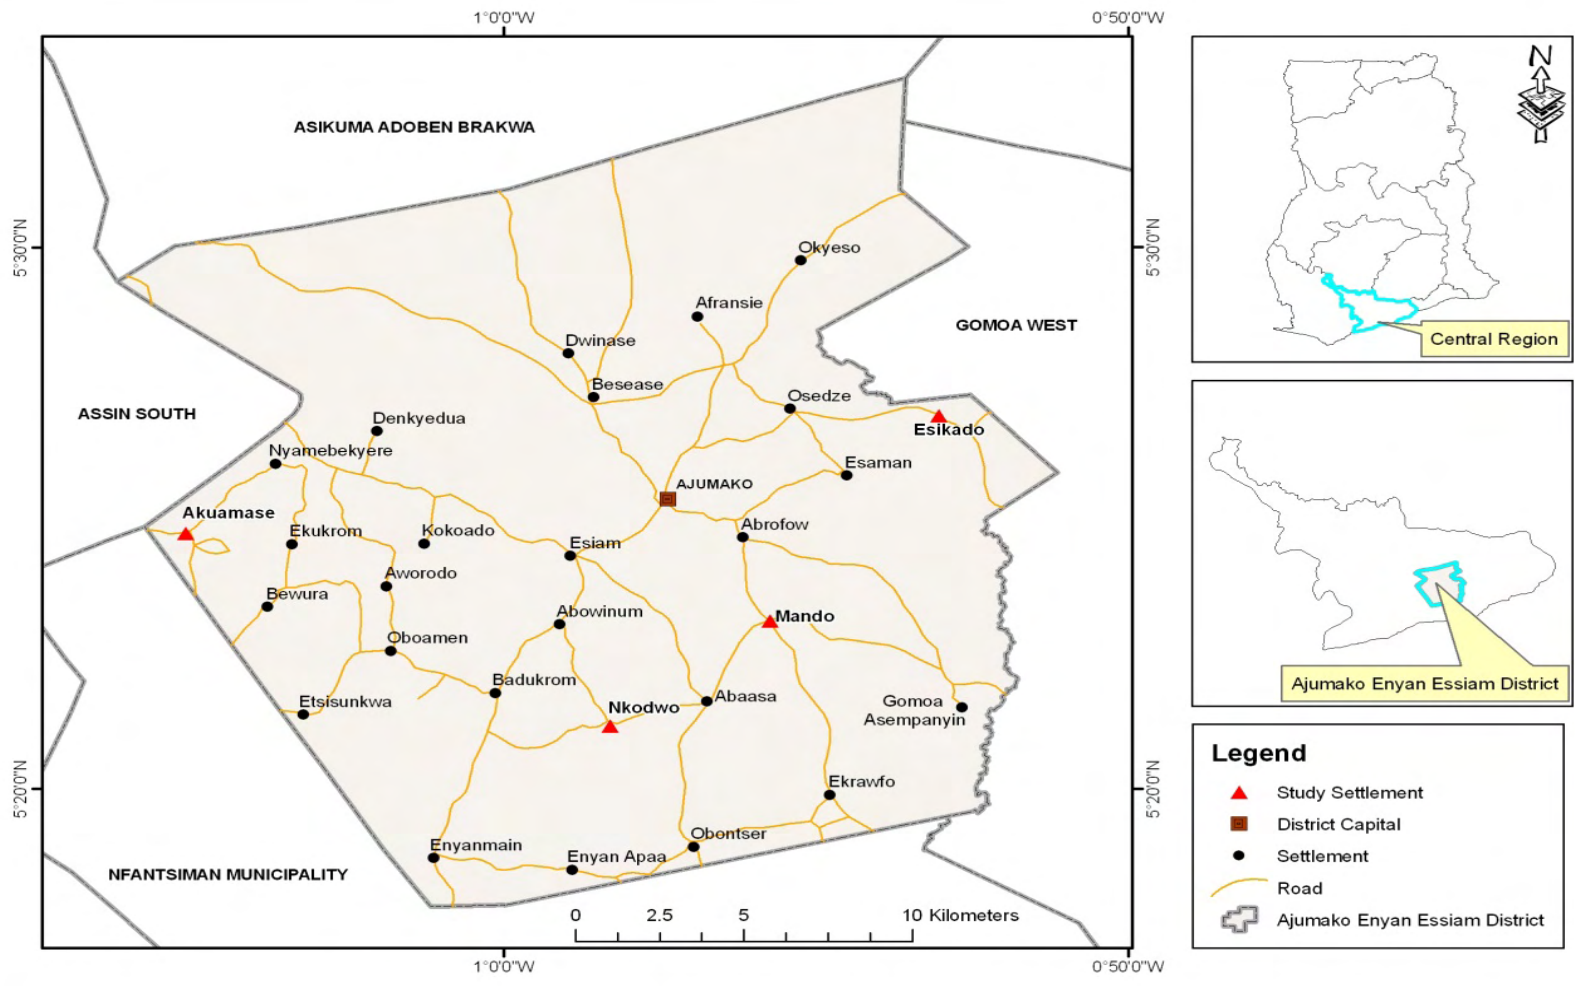 1°0'0"W
0°50'0"W
ASIKUMA ADOBEN BRAKWA
5°30'0"N
5°30'0"N
Okyeso
Afransie
GOMOA WEST
Dwinase
Besease
Osedze
ASSIN SOUTH
Denkyedua
Esikado
Nyamebekyere
Esaman
AJUMAKO
Akuamase
Ekukrom
Kokoado
Abrofow
Esiam
Aworodo
Bewura
Abowinum
Mando
Oboamen
Badukrom
Etsisunkwa
Nkodwo
Abaasa
Gomoa
Asempanyin
5°20'0"N
5°20'0"N
Ekrawfo
Obontser
Enyanmain
Enyan Apaa
NFANTSIMAN MUNICIPALITY
0 2.5 5 10 Kilometers
1°0'0"W
0°50'0"W
N
Central Region
Ajumako Enyan Essiam District
Legend
Study Settlement
District Capital
Settlement
Road
Ajumako Enyan Essiam District